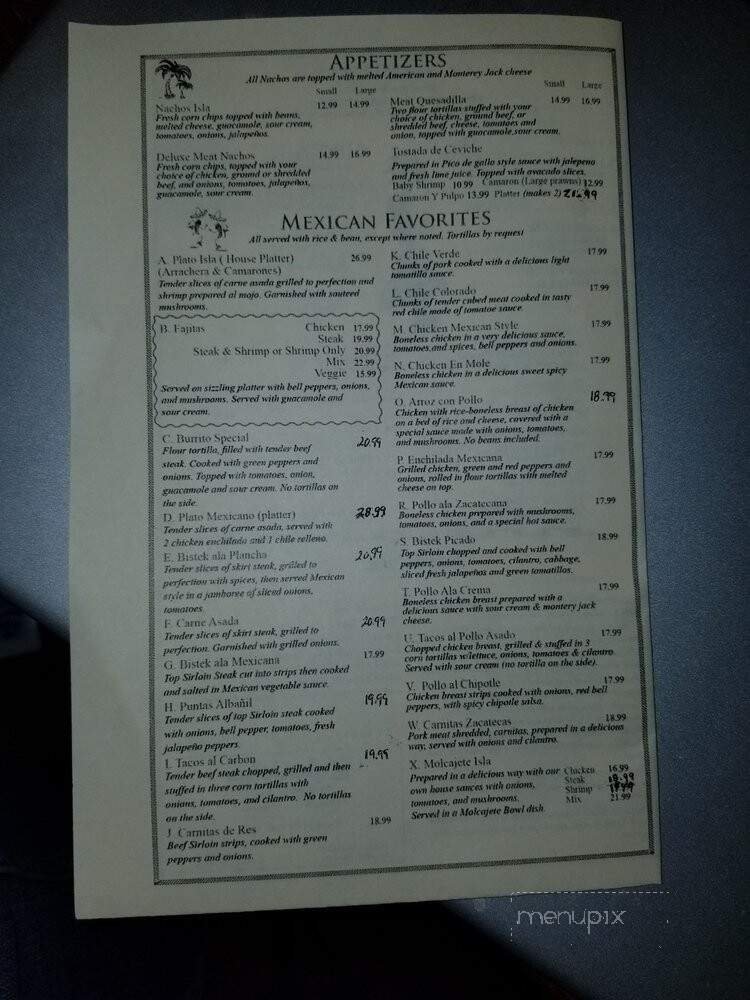 APPETIZERS
All Nachos are topped with melted American and Monterey Jack cheese
Small Large
Nachos Isla 12.99 14.99
Fresh corn chips topped with beans,
melted cheese, guacamole, sour cream,
tomatoes, onions, jalapeños.
Deluxe Meat Nachos 14.99 16.99
Fresh corn chips, topped with your
choice of chicken, ground or shredded
beef, and onions, tomatoes, jalapeños,
guacamole, sour cream.
Small Large
Meat Quesadilla 14.99 16.99
Two flour tortillas stuffed with your
choice of chicken, ground beef, or
shredded beef, cheese, tomatoes and
onion, topped with guacamole,sour cream.
Tostada de Ceviche
Prepared in Pico de gallo style sauce with jalepeno
and fresh lime juice. Topped with avacado slices.
Baby Shrimp 10.99 Camaron (Large prawns) 12.99
Camaron Y Pulpo 13.99 Platter (makes 2)
MEXICAN FAVORITES
All served with rice & bean, except where noted. Tortillas by request
A. Plato Isla ( House Platter) 26.99
(Arrachera & Camarones)
Tender slices of carne asada grilled to perfection and
shrimp prepared al mojo. Garnished with sauteed
mushrooms.
B. Fajitas Chicken 17.99
Steak 19.99
Steak & Shrimp or Shrimp Only 20.99
Mix 22.99
Veggie 15.99
Served on sizzling platter with bell peppers, onions,
and mushrooms. Served with guacamole and
sour cream.
C. Burrito Special 20.99
Flour tortilla, filled with tender beef
steak. Cooked with green peppers and
onions. Topped with tomatoes, onion,
guacamole and sour cream. No tortillas on
the side.
D. Plato Mexicano (platter) 28.99
Tender slices of carne asada, served with
2 chicken enchilada and 1 chile relleno.
E. Bistek ala Plancha 20.99
Tender slices of skirt steak, grilled to
perfection with spices, then served Mexican
style in a jamboree of sliced onions,
tomatoes.
F. Carne Asada 20.99
Tender slices of skirt steak, grilled to
perfection. Garnished with grilled onions.
G. Bistek ala Mexicana 17.99
Top Sirloin Steak cut into strips then cooked
and salted in Mexican vegetable sauce.
H. Puntas Albañil 19.99
Tender slices of top Sirloin steak cooked
with onions, bell pepper, tomatoes, fresh
jalapeño peppers.
I. Tacos al Carbon 19.99
Tender beef steak chopped, grilled and then
stuffed in three corn tortillas with
onions, tomatoes, and cilantro. No tortillas
on the side.
J. Carnitas de Res 18.99
Beef Sirloin strips, cooked with green
peppers and onions.
K. Chile Verde 17.99
Chunks of pork cooked with a delicious light
tomatillo sauce.
L. Chile Colorado 17.99
Chunks of tender cubed meat cooked in tasty
red chile made of tomatoe sauce.
M. Chicken Mexican Style 17.99
Boneless chicken in a very delicious sauce,
tomatoes,and spices, bell peppers and onions.
N. Chicken En Mole 17.99
Boneless chicken in a delicious sweet spicy
Mexican sauce.
O. Arroz con Pollo 18.99
Chicken with rice-boneless breast of chicken
on a bed of rice and cheese, covered with a
special sauce made with onions, tomatoes,
and mushrooms. No beans included.
P. Enchilada Mexicana 17.99
Grilled chicken, green and red peppers and
onions, rolled in flour tortillas with melted
cheese on top.
R. Pollo ala Zacatecana 17.99
Boneless chicken prepared with mushrooms,
tomatoes, onions, and a special hot sauce.
S. Bistek Picado 18.99
Top Sirloin chopped and cooked with bell
peppers, onions, tomatoes, cilantro, cabbage,
sliced fresh jalapeños and green tomatillos.
T. Pollo Ala Crema 17.99
Boneless chicken breast prepared with a
delicious sauce with sour cream & montery jack
cheese.
U. Tacos al Pollo Asado 17.99
Chopped chicken breast, grilled & stuffed in 3
corn tortillas w/lettuce, onions, tomatoes & cilantro.
Served with sour cream (no tortilla on the side).
V. Pollo al Chipotle 17.99
Chicken breast strips cooked with onions, red bell
peppers, with spicy chipotle salsa.
W. Carnitas Zacatecas 18.99
Pork meat shredded, carnitas, prepared in a delicious
way, served with onions and cilantro.
X. Molcajete Isla
Prepared in a delicious way with our Chicken 16.99
own house sauces with onions, Steak 18.99
tomatoes, and mushrooms. Shrimp
Served in a Molcajete Bowl dish Mix 21.99
menupix